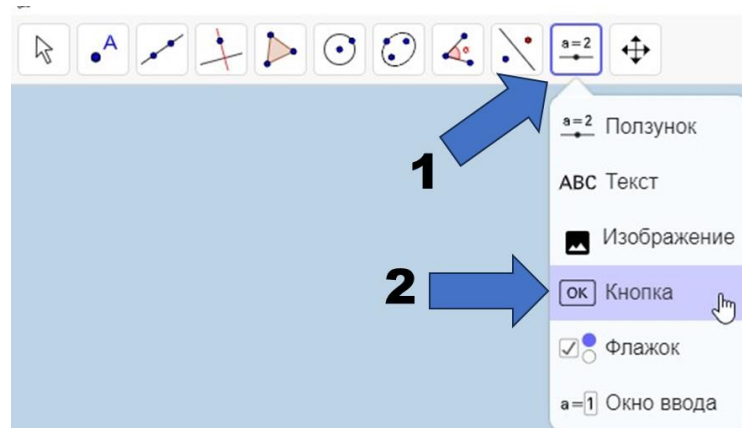 A
a=2
1
a=2 Ползунок
ABC Текст
Изображение
2
OK Кнопка
Флажок
a=1 Окно ввода